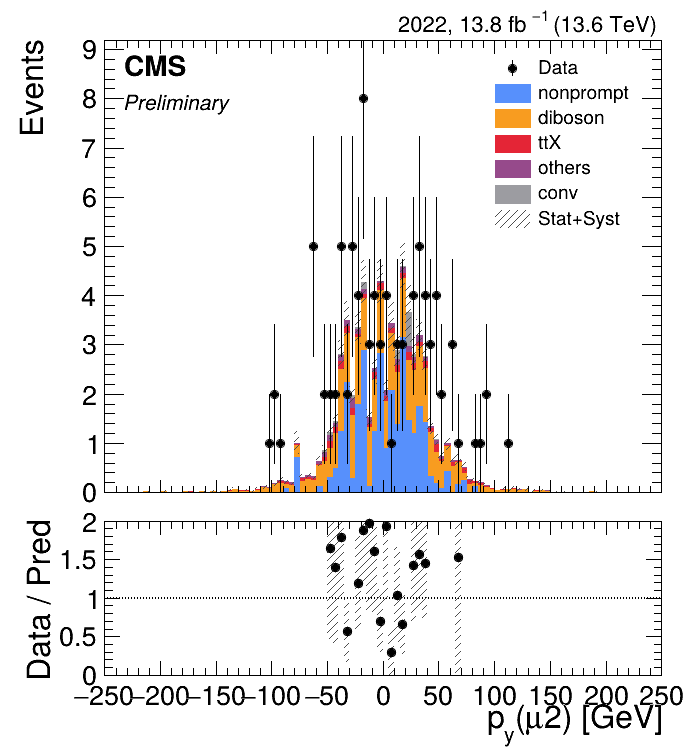 2022, 13.8 fb⁻¹ (13.6 TeV)
Events
9
8
7
6
5
4
3
2
1
0
CMS
Preliminary
Data
nonprompt
diboson
ttX
others
conv
Stat+Syst
Data / Pred
2
1.5
1
0.5
0
−250 −200 −150 −100 −50 0 50 100 150 200 250
p_y(μ2) [GeV]